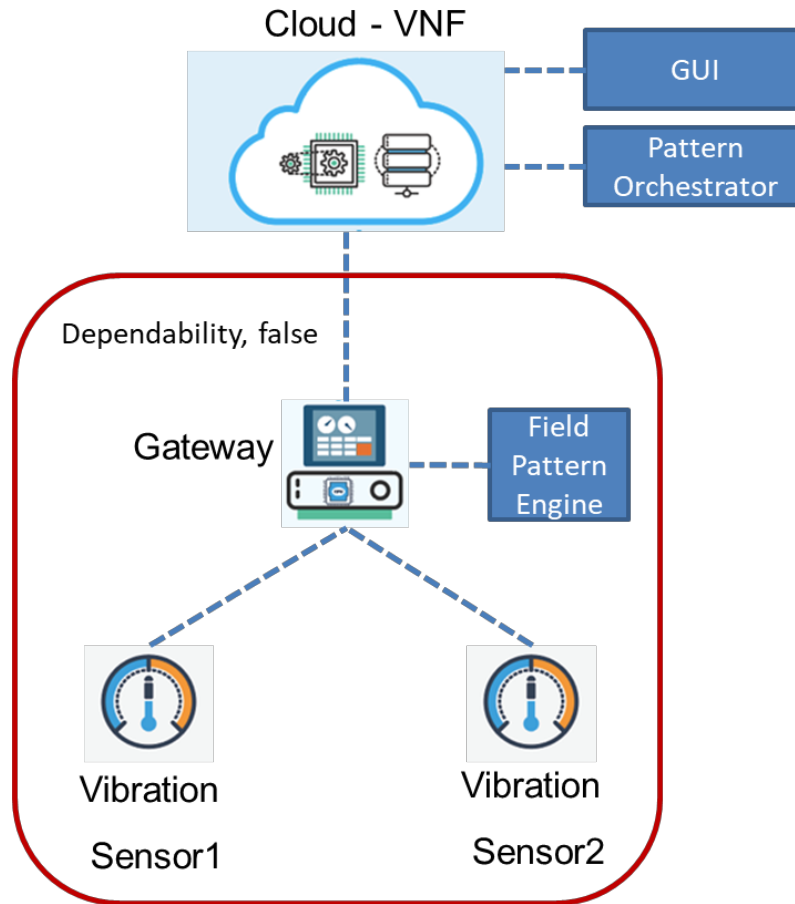 Cloud - VNF
GUI
Pattern
Orchestrator
Dependability, false
Gateway
Field
Pattern
Engine
Vibration
Sensor1
Vibration
Sensor2